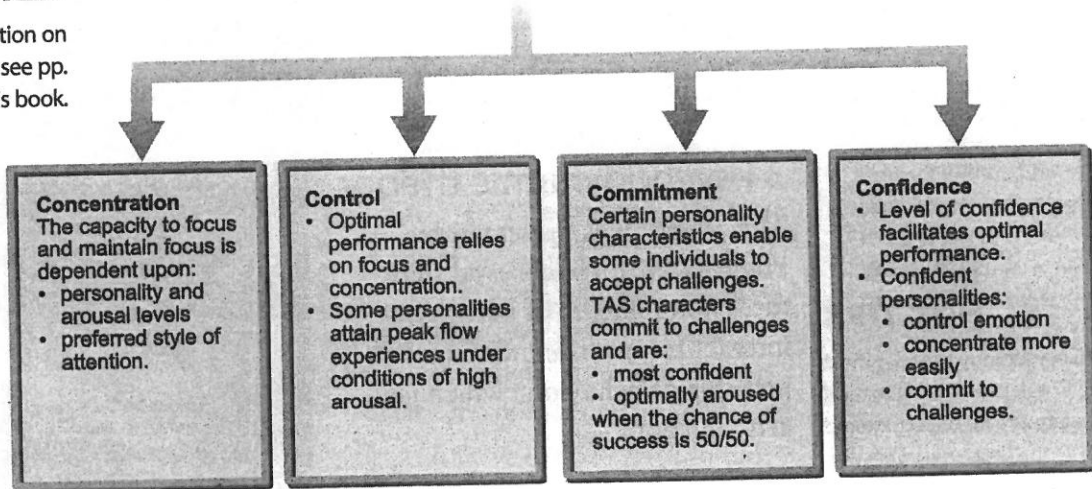 tion on
see pp.
s book.
Concentration
The capacity to focus
and maintain focus is
dependent upon:
• personality and
arousal levels
• preferred style of
attention.
Control
• Optimal
performance relies
on focus and
concentration.
• Some personalities
attain peak flow
experiences under
conditions of high
arousal.
Commitment
Certain personality
characteristics enable
some individuals to
accept challenges.
TAS characters
commit to challenges
and are:
• most confident
• optimally aroused
when the chance of
success is 50/50.
Confidence
• Level of confidence
facilitates optimal
performance.
• Confident
personalities:
• control emotion
• concentrate more
easily
• commit to
challenges.